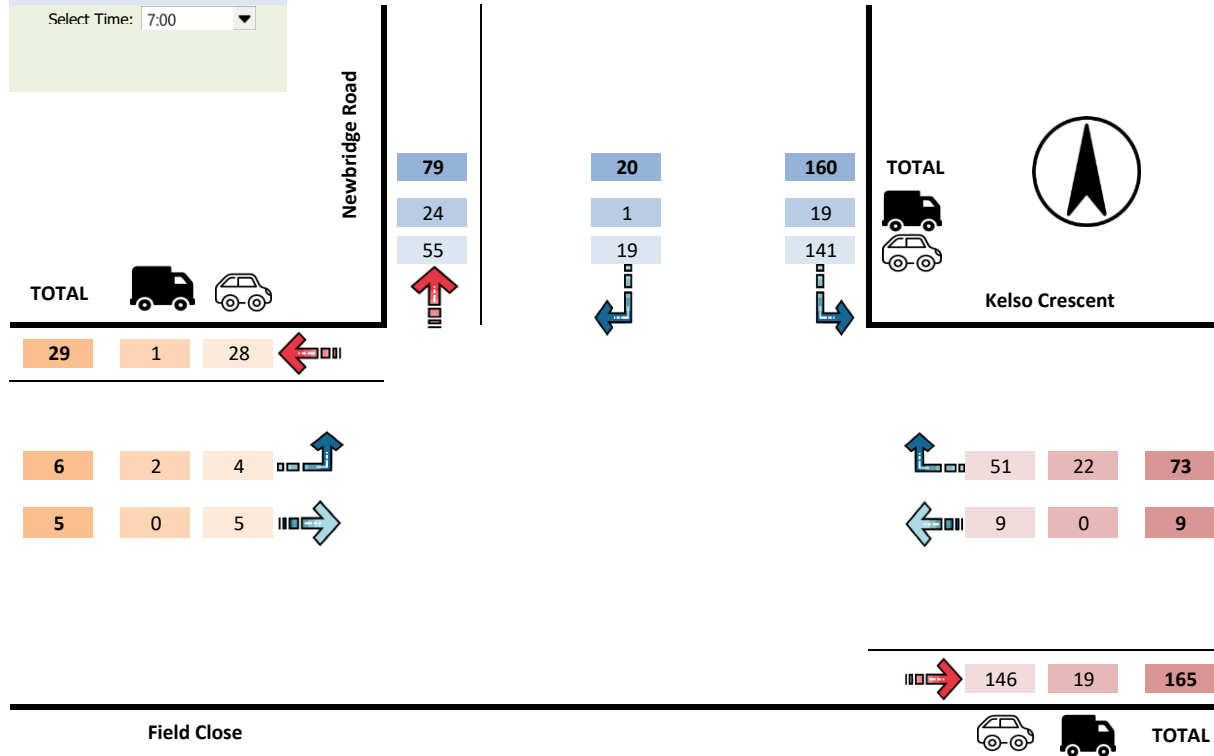 Select Time: 7:00
Newbridge Road
79 20 160 TOTAL
24 1 19
55 19 141
TOTAL
Kelso Crescent
29 1 28
6 2 4 51 22 73
5 0 5 9 0 9
146 19 165
Field Close TOTAL